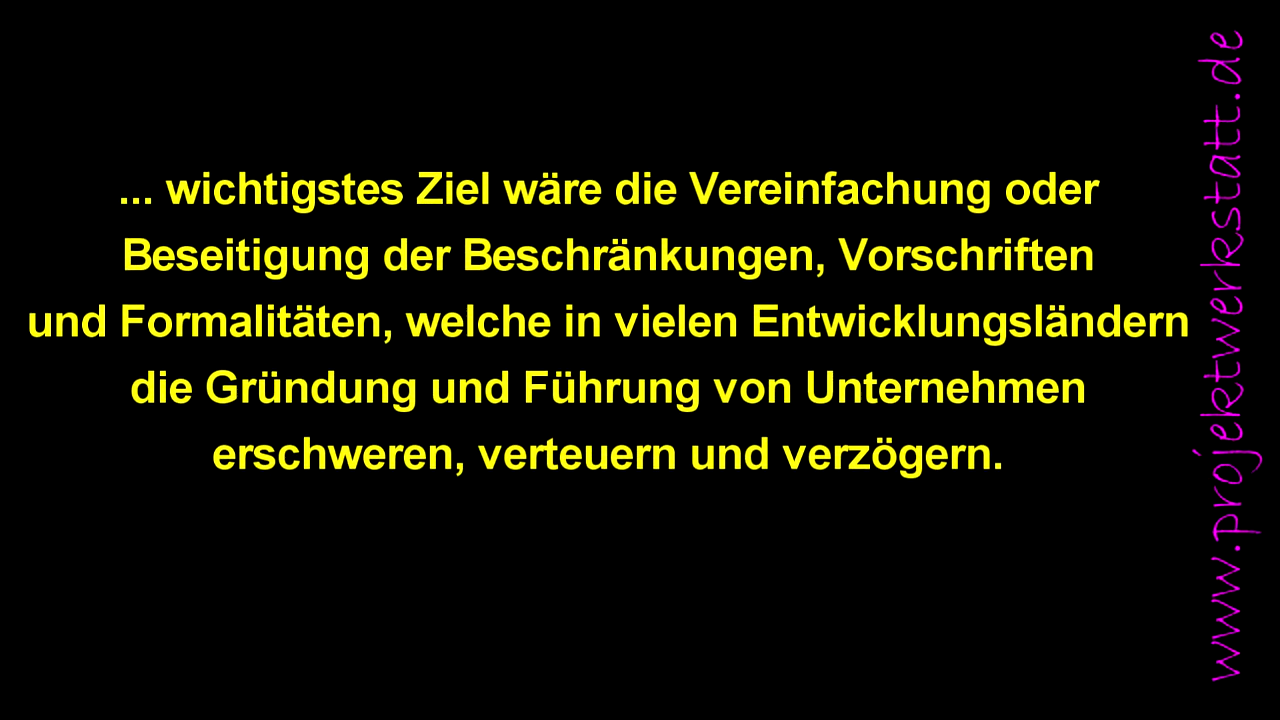 ... wichtigstes Ziel wäre die Vereinfachung oder
Beseitigung der Beschränkungen, Vorschriften
und Formalitäten, welche in vielen Entwicklungsländern
die Gründung und Führung von Unternehmen
erschweren, verteuern und verzögern.
www.projektwerkstatt.de